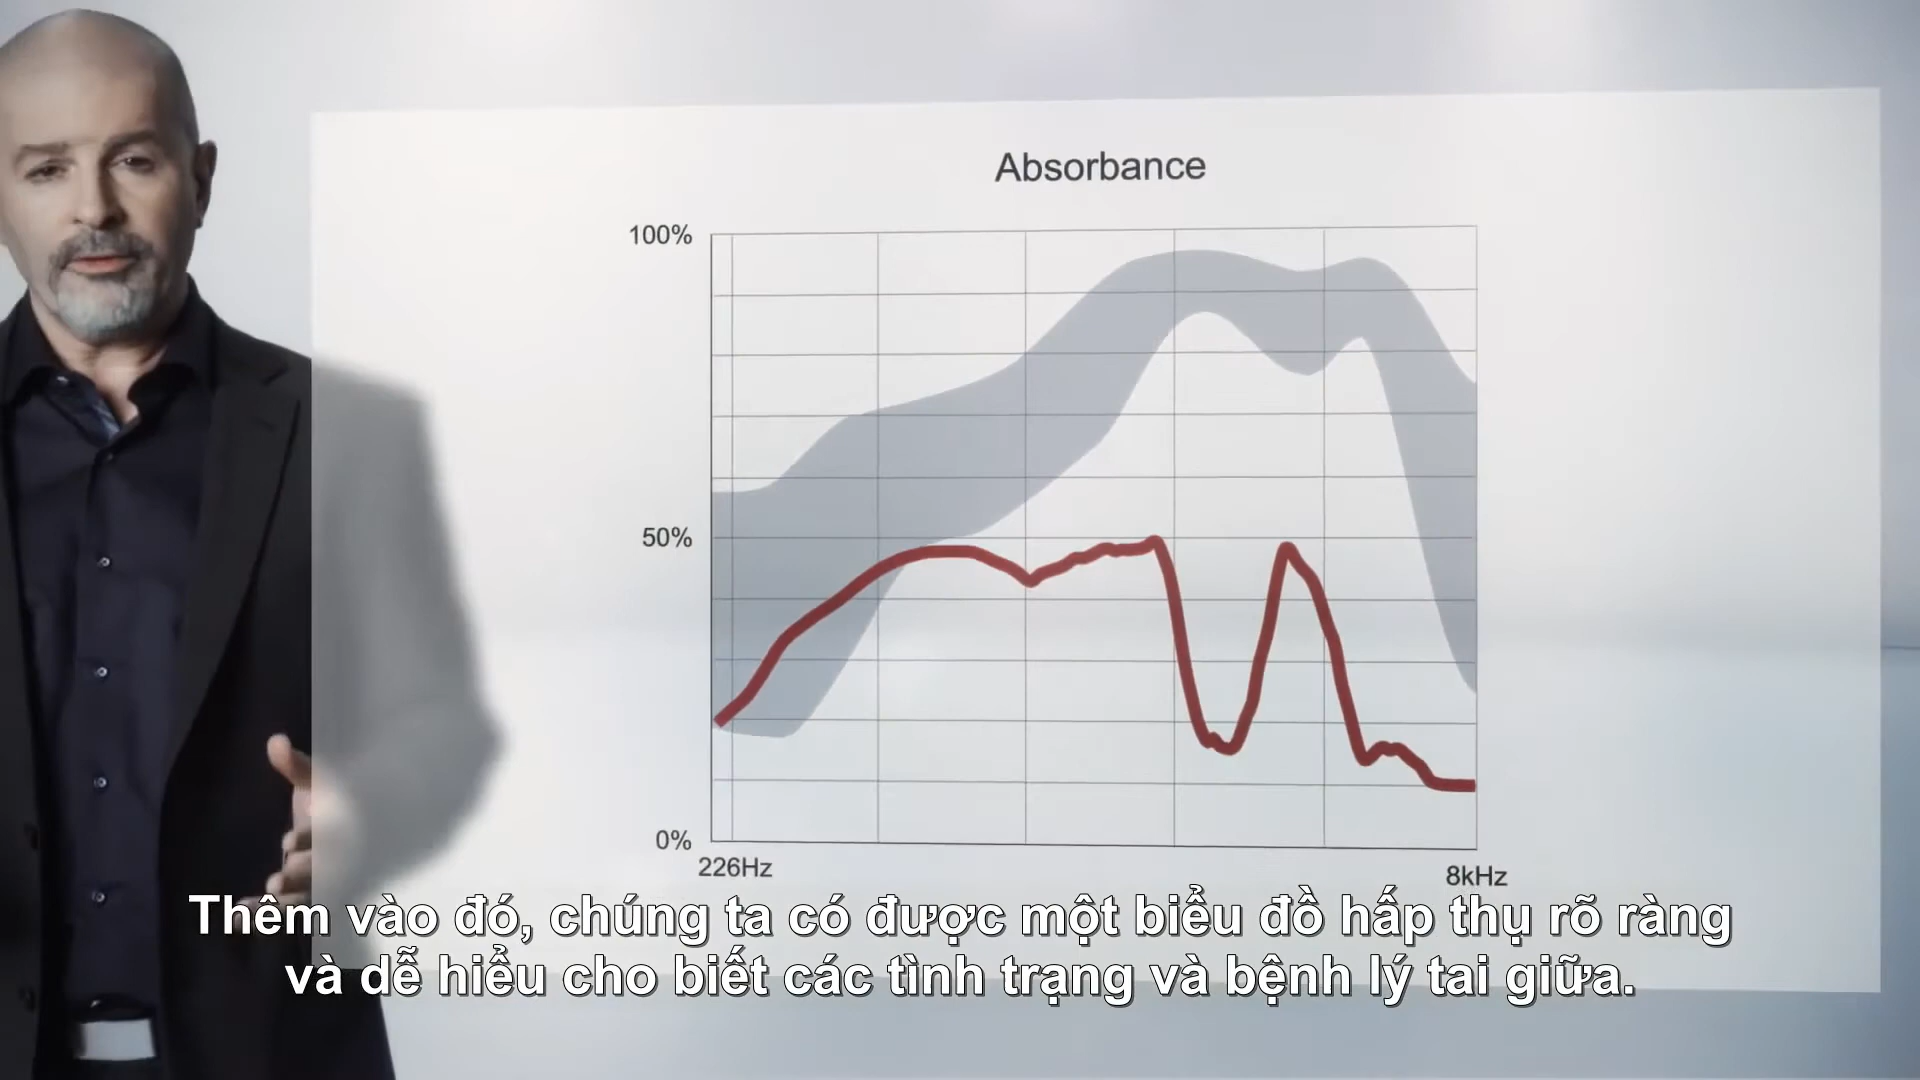 Absorbance
100%
50%
0%
226Hz
8kHz
Thêm vào đó, chúng ta có được một biểu đồ hấp thụ rõ ràng
và dễ hiểu cho biết các tình trạng và bệnh lý tai giữa.